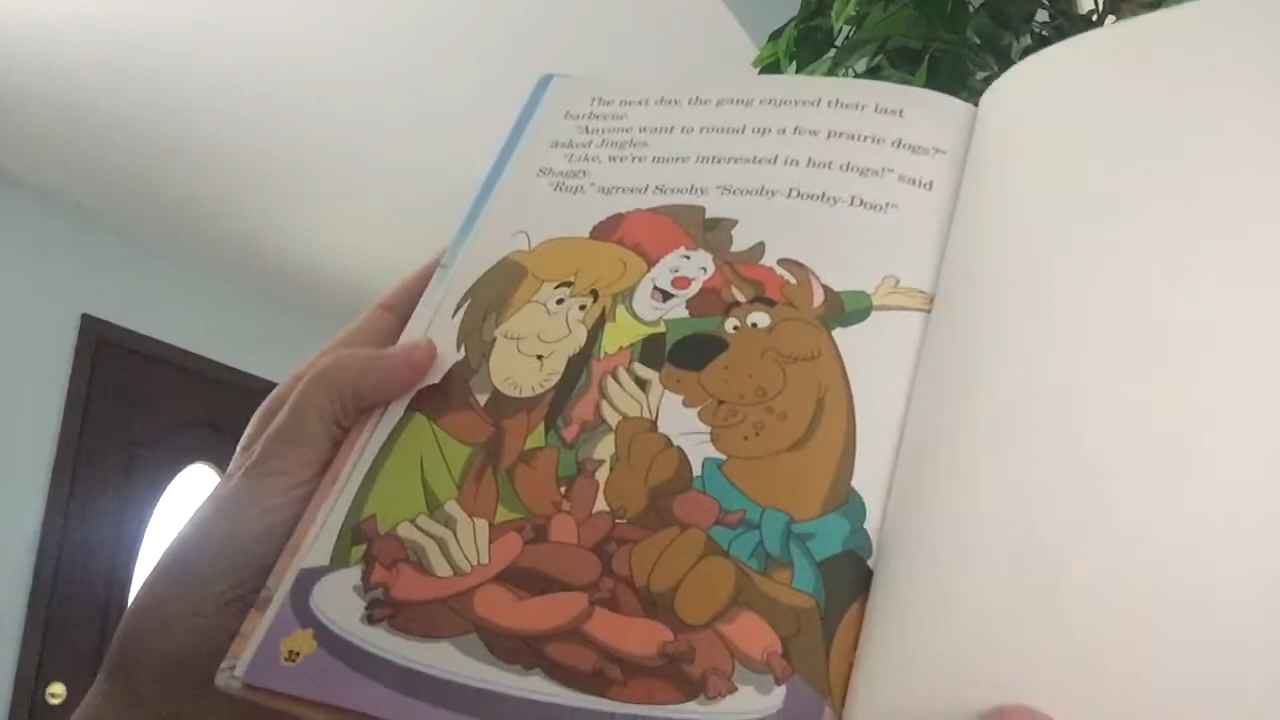 The next day, the gang enjoyed their last
barbecue.
"Anyone want to round up a few prairie dogs?"
asked Jingles.
"Like, we're more interested in hot dogs!" said
Shaggy.
"Rup," agreed Scooby. "Scooby-Dooby-Doo!"
32